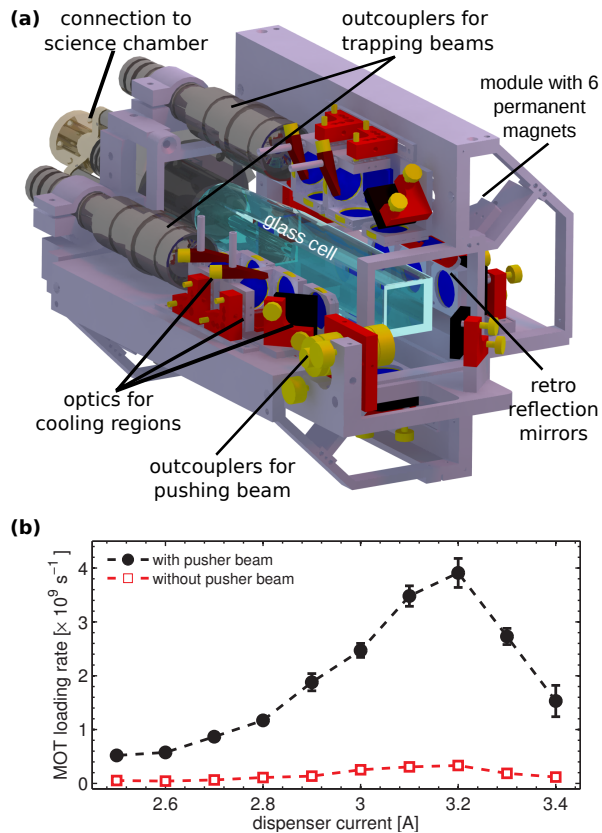 (a)
connection to
science chamber
outcouplers for
trapping beams
module with 6
permanent
magnets
glass cell
optics for
cooling regions
outcouplers for
pushing beam
retro
reflection
mirrors
(b)
with pusher beam
without pusher beam
MOT loading rate [× 10⁹ s⁻¹]
4
3
2
1
0
2.6
2.8
3
3.2
3.4
dispenser current [A]